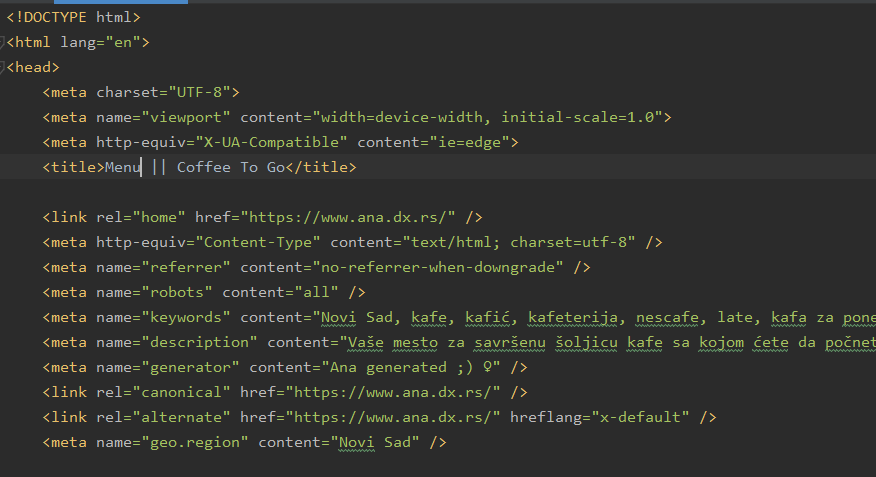 <!DOCTYPE html>
<html lang="en">
<head>
<meta charset="UTF-8">
<meta name="viewport" content="width=device-width, initial-scale=1.0">
<meta http-equiv="X-UA-Compatible" content="ie=edge">
<title>Menu || Coffee To Go</title>
<link rel="home" href="https://www.ana.dx.rs/" />
<meta http-equiv="Content-Type" content="text/html; charset=utf-8" />
<meta name="referrer" content="no-referrer-when-downgrade" />
<meta name="robots" content="all" />
<meta name="keywords" content="Novi Sad, kafe, kafić, kafeterija, nescafe, late, kafa za pone
<meta name="description" content="Vaše mesto za savršenu šoljicu kafe sa kojom ćete da počnet
<meta name="generator" content="Ana generated ;) ♀" />
<link rel="canonical" href="https://www.ana.dx.rs/" />
<link rel="alternate" href="https://www.ana.dx.rs/" hreflang="x-default" />
<meta name="geo.region" content="Novi Sad" />